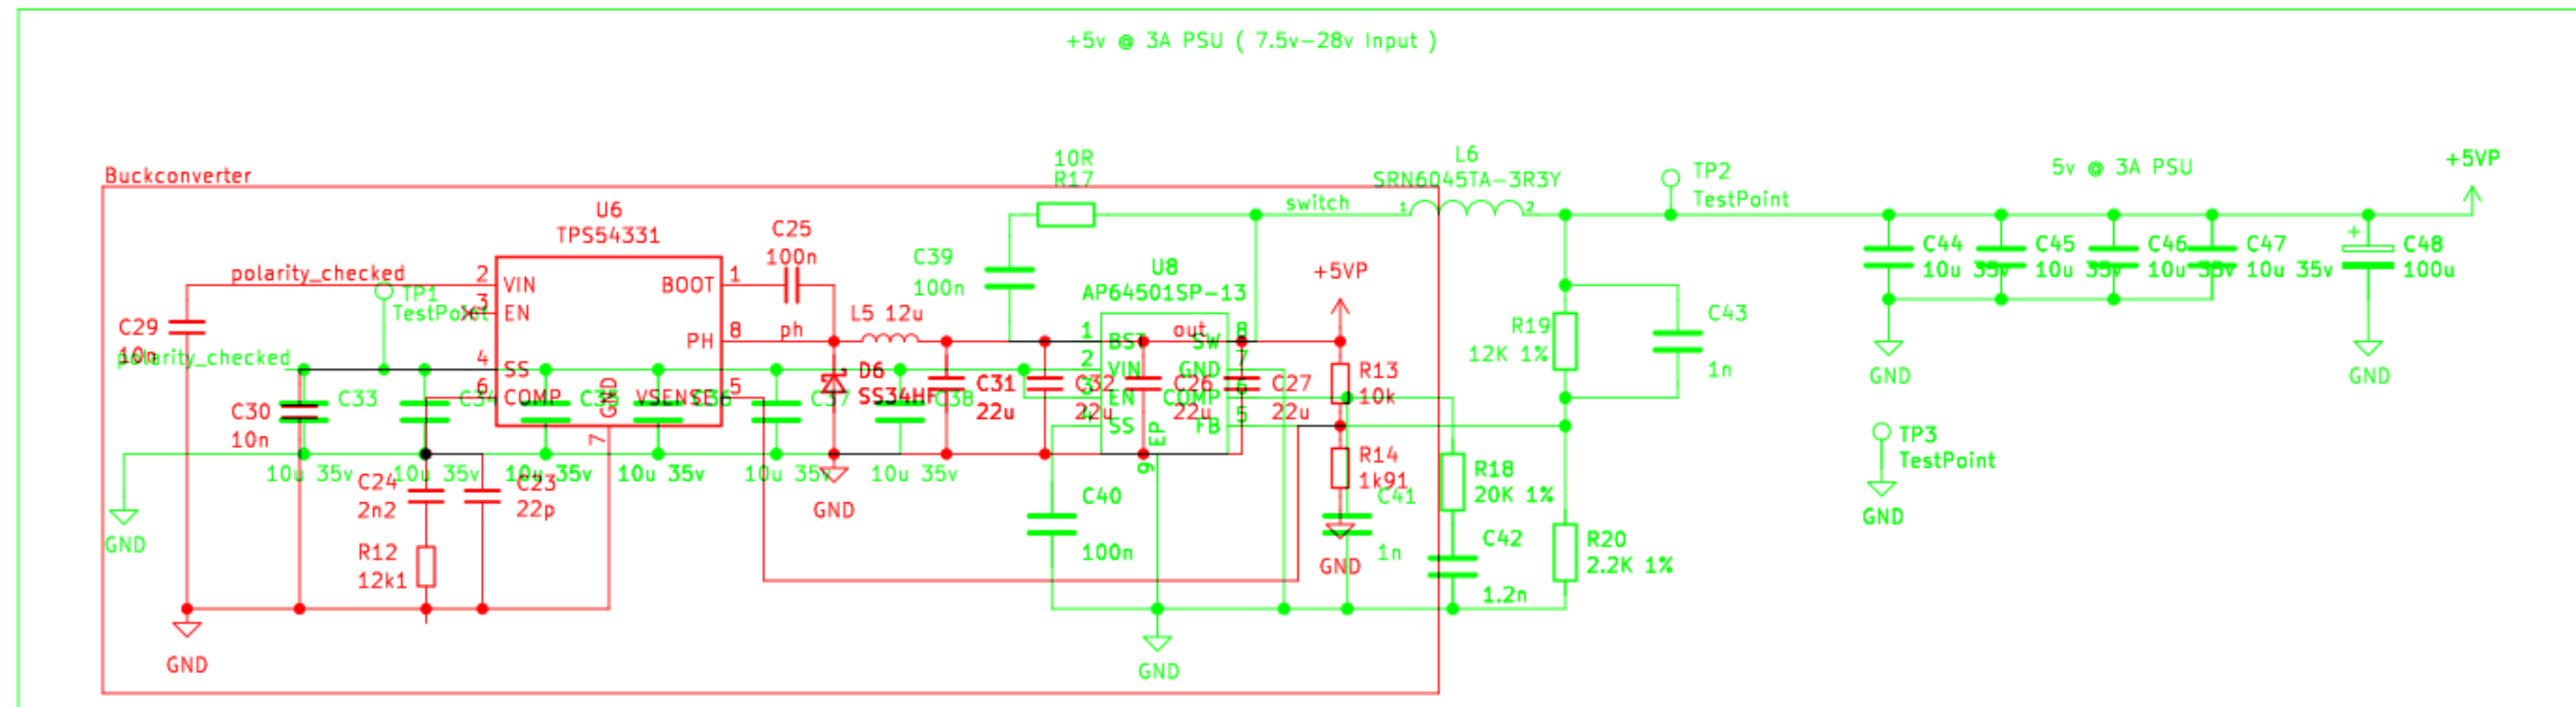 +5v @ 3A PSU ( 7.5v-28v Input )
10R
R17
L6
SRN6045TA-3R3Y
1
2
switch
TP2
TestPoint
5v @ 3A PSU
+5VP
Buckconverter
U6
TPS54331
C25
100n
polarity_checked
2
VIN
BOOT
1
3
EN
TP1
TestPoint
PH
8
ph
L5 12u
C29
10n
polarity_checked
4
SS
6
COMP
GND
7
VSENSE
5
D6
SS34HF
C39
100n
U8
AP64501SP-13
1
BST
out
SW
8
2
VIN
GND
7
3
EN
COMP
6
4
SS
FB
5
EP
9
+5VP
R13
10k
R14
1k91
GND
C30
10n
C33
10u 35v
C34
10u 35v
C35
10u 35v
C36
10u 35v
C37
10u 35v
C38
10u 35v
C31
22u
C32
22u
C26
22u
C27
22u
C24
2n2
C23
22p
R12
12k1
GND
GND
GND
C40
100n
C41
1n
R18
20K 1%
C42
1.2n
GND
R19
12K 1%
C43
1n
R20
2.2K 1%
C44
10u 35v
C45
10u 35v
C46
10u 35v
C47
10u 35v
+
C48
100u
GND
GND
TP3
TestPoint
GND